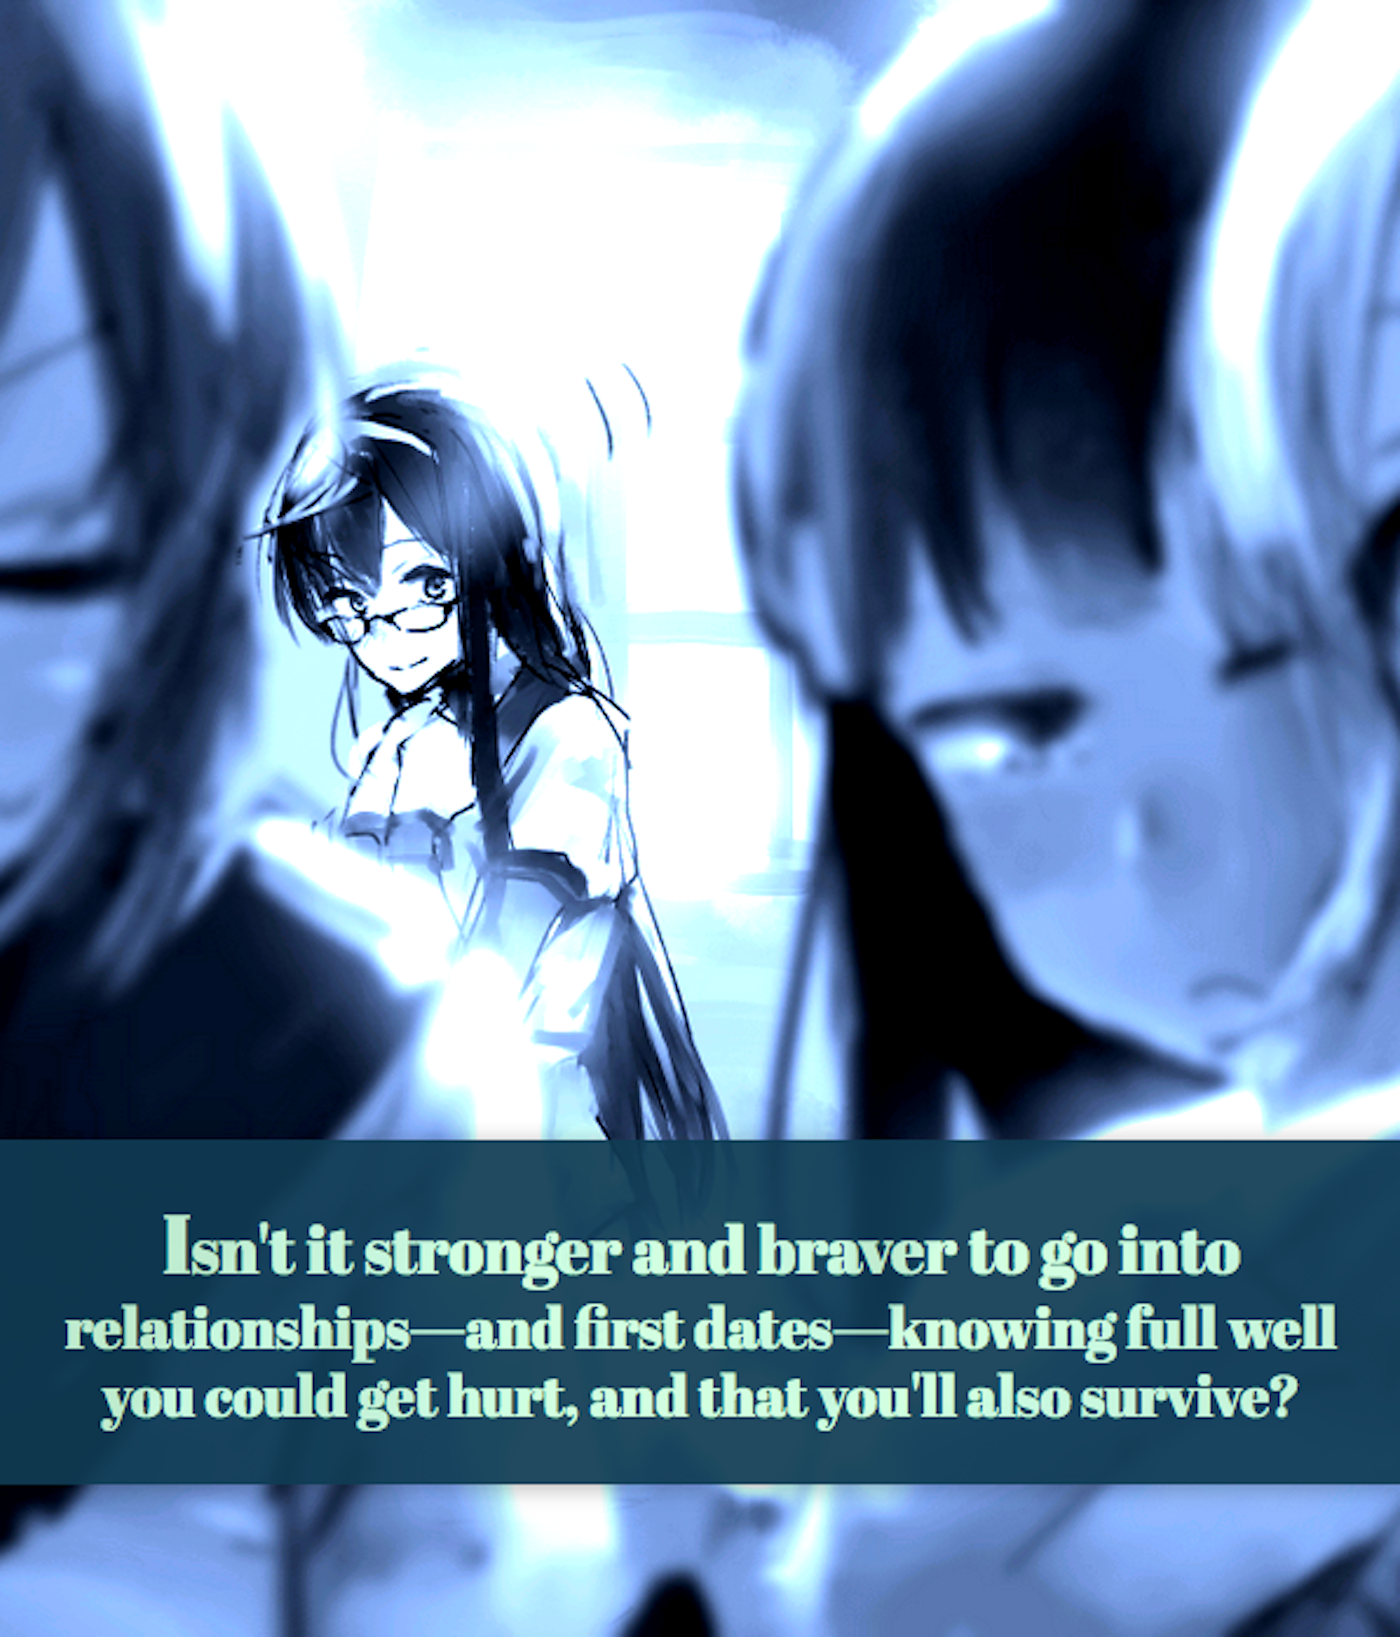 Isn't it stronger and braver to go into
relationships—and first dates—knowing full well
you could get hurt, and that you'll also survive?